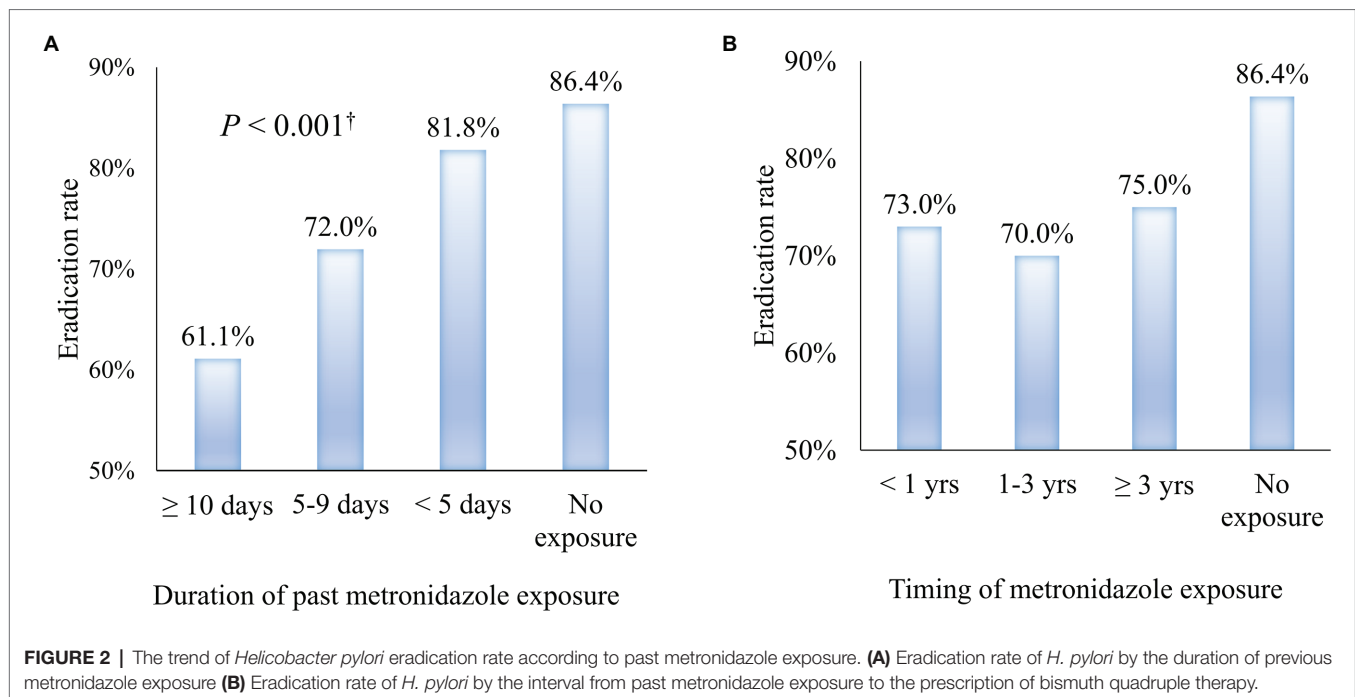 A
90%
80%
70%
60%
50%
Eradication rate
P < 0.001†
61.1%
72.0%
81.8%
86.4%
≥ 10 days 5-9 days < 5 days No
exposure
Duration of past metronidazole exposure
B
90%
80%
70%
60%
50%
Eradication rate
73.0%
70.0%
75.0%
86.4%
< 1 yrs 1-3 yrs ≥ 3 yrs No
exposure
Timing of metronidazole exposure
FIGURE 2 | The trend of Helicobacter pylori eradication rate according to past metronidazole exposure. (A) Eradication rate of H. pylori by the duration of previous
metronidazole exposure (B) Eradication rate of H. pylori by the interval from past metronidazole exposure to the prescription of bismuth quadruple therapy.